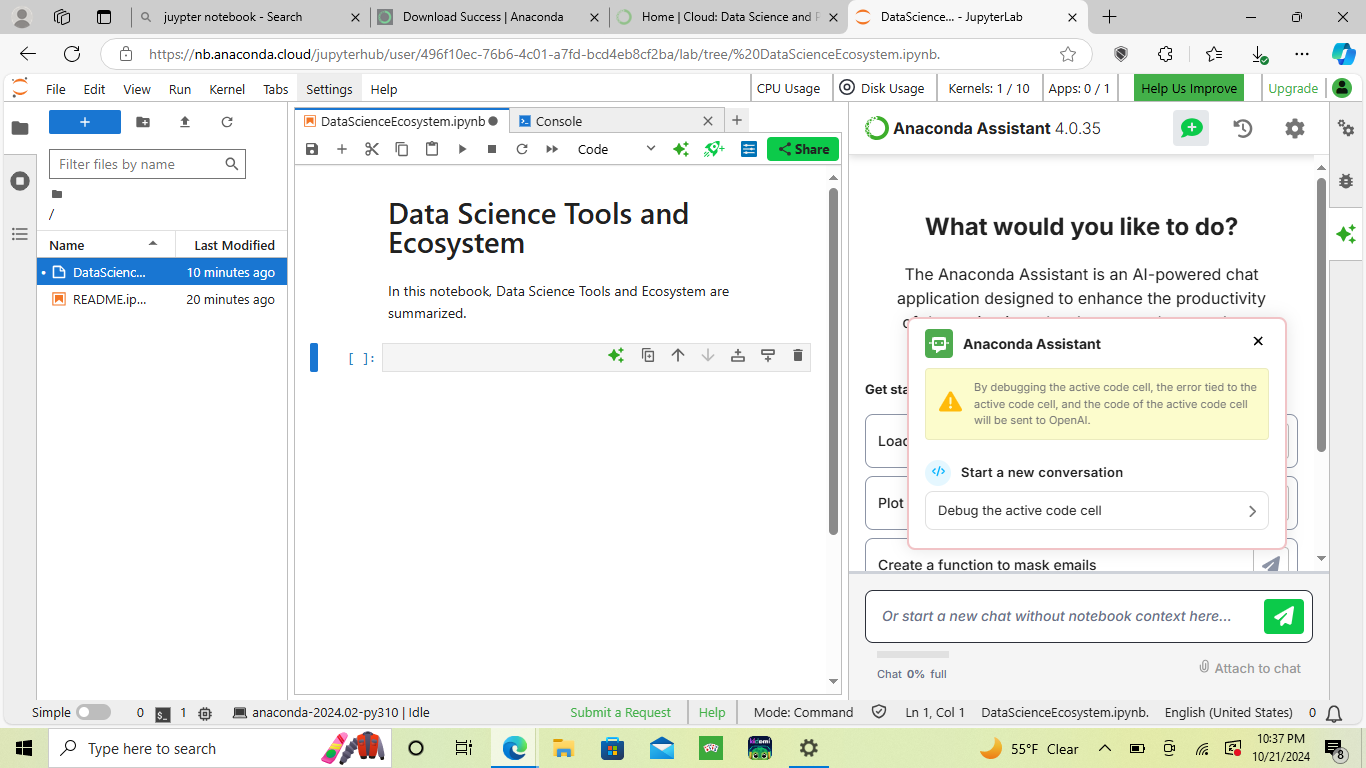 juypter notebook - Search
Download Success | Anaconda
Home | Cloud: Data Science and P
DataScience... - JupyterLab
https://nb.anaconda.cloud/jupyterhub/user/496f10ec-76b6-4c01-a7fd-bcd4eb8cf2ba/lab/tree/%20DataScienceEcosystem.ipynb.
File Edit View Run Kernel Tabs Settings Help
CPU Usage Disk Usage Kernels: 1 / 10 Apps: 0 / 1 Help Us Improve Upgrade
Filter files by name
/
Name Last Modified
DataScienc... 10 minutes ago
README.ip... 20 minutes ago
DataScienceEcosystem.ipynb Console
Code Share
Data Science Tools and
Ecosystem
In this notebook, Data Science Tools and Ecosystem are
summarized.
[ ]:
Anaconda Assistant 4.0.35
What would you like to do?
The Anaconda Assistant is an AI-powered chat
application designed to enhance the productivity
Anaconda Assistant
By debugging the active code cell, the error tied to the
active code cell, and the code of the active code cell
will be sent to OpenAI.
Get sta
Load
Start a new conversation
Plot
Debug the active code cell
Create a function to mask emails
Or start a new chat without notebook context here...
Chat 0% full
Attach to chat
Simple 0 $_ 1 anaconda-2024.02-py310 | Idle Submit a Request Help Mode: Command Ln 1, Col 1 DataScienceEcosystem.ipynb. English (United States) 0
Type here to search
kidomi
55°F Clear
10:37 PM
10/21/2024
8